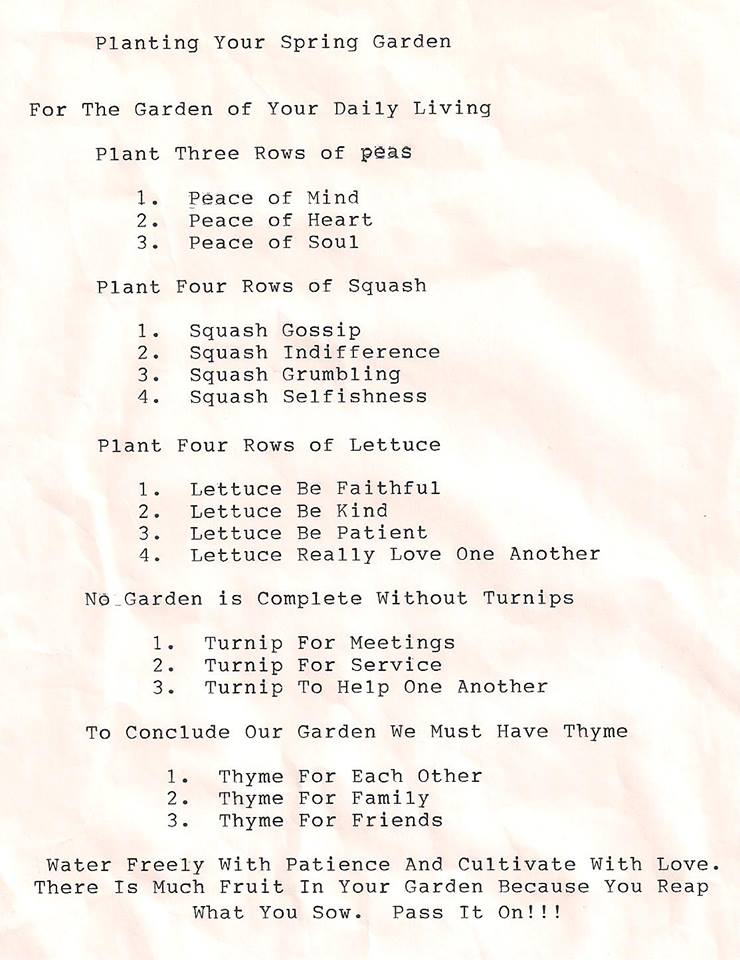 Planting Your Spring Garden
For The Garden of Your Daily Living
Plant Three Rows of peas
1. Peace of Mind
2. Peace of Heart
3. Peace of Soul
Plant Four Rows of Squash
1. Squash Gossip
2. Squash Indifference
3. Squash Grumbling
4. Squash Selfishness
Plant Four Rows of Lettuce
1. Lettuce Be Faithful
2. Lettuce Be Kind
3. Lettuce Be Patient
4. Lettuce Really Love One Another
No Garden is Complete Without Turnips
1. Turnip For Meetings
2. Turnip For Service
3. Turnip To Help One Another
To Conclude Our Garden We Must Have Thyme
1. Thyme For Each Other
2. Thyme For Family
3. Thyme For Friends
Water Freely With Patience And Cultivate With Love.
There Is Much Fruit In Your Garden Because You Reap
What You Sow. Pass It On!!!